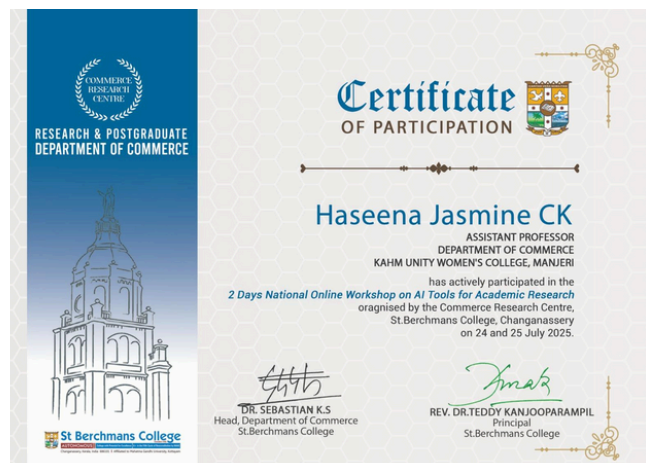 COMMERCE
RESEARCH
CENTRE
RESEARCH & POSTGRADUATE
DEPARTMENT OF COMMERCE
Certificate
OF PARTICIPATION
Haseena Jasmine CK
ASSISTANT PROFESSOR
DEPARTMENT OF COMMERCE
KAHM UNITY WOMEN'S COLLEGE, MANJERI
has actively participated in the
2 Days National Online Workshop on AI Tools for Academic Research
oragnised by the Commerce Research Centre,
St.Berchmans College, Changanassery
on 24 and 25 July 2025.
DR. SEBASTIAN K.S
Head, Department of Commerce
St.Berchmans College
REV. DR.TEDDY KANJOOPARAMPIL
Principal
St.Berchmans College
St Berchmans College
AUTONOMOUS